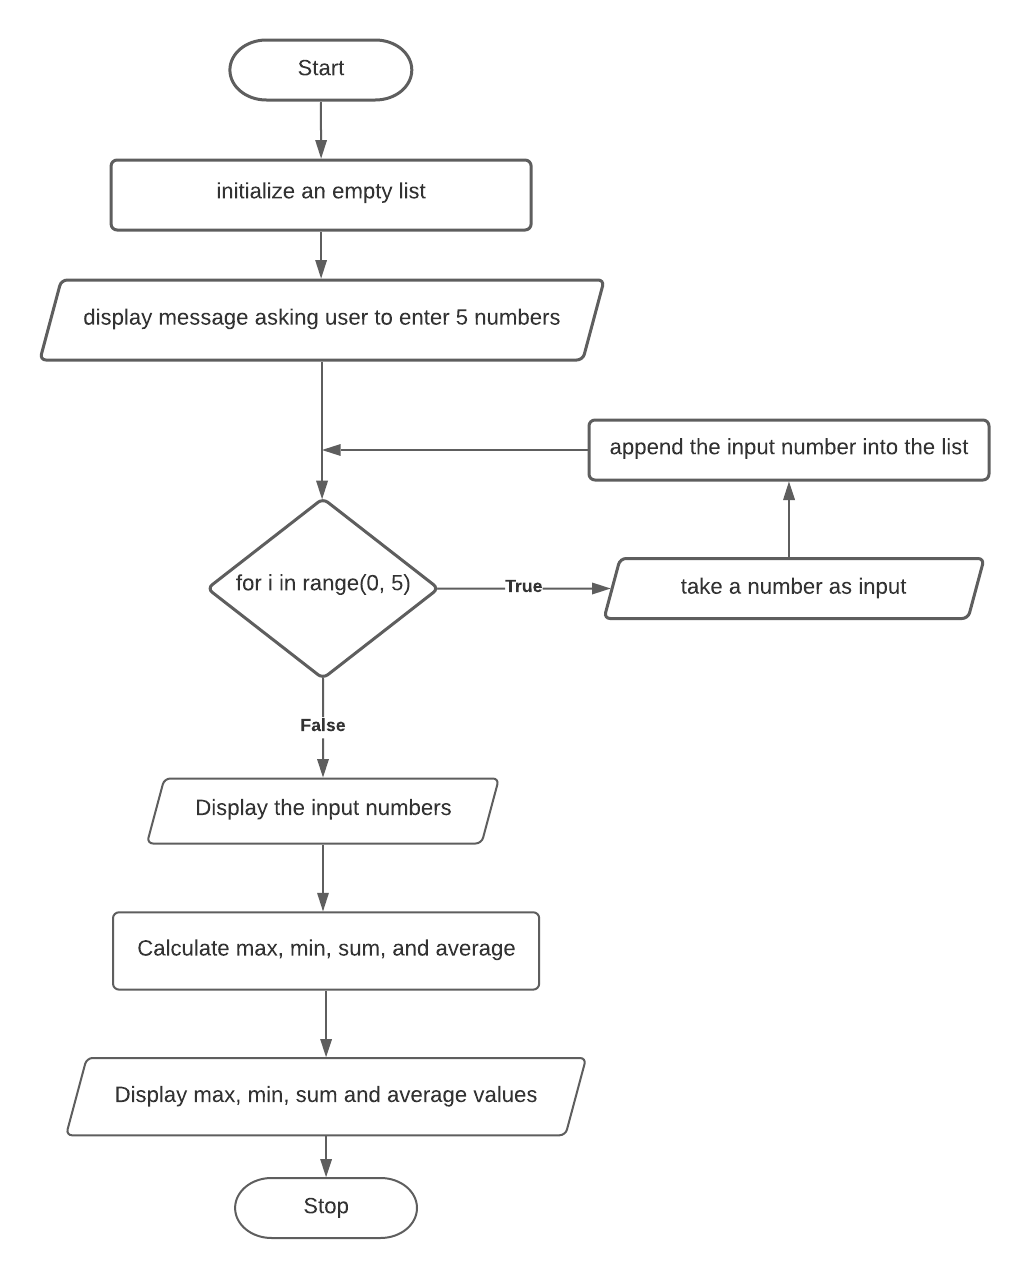 Start
initialize an empty list
display message asking user to enter 5 numbers
append the input number into the list
for i in range(0, 5)
True
take a number as input
False
Display the input numbers
Calculate max, min, sum, and average
Display max, min, sum and average values
Stop